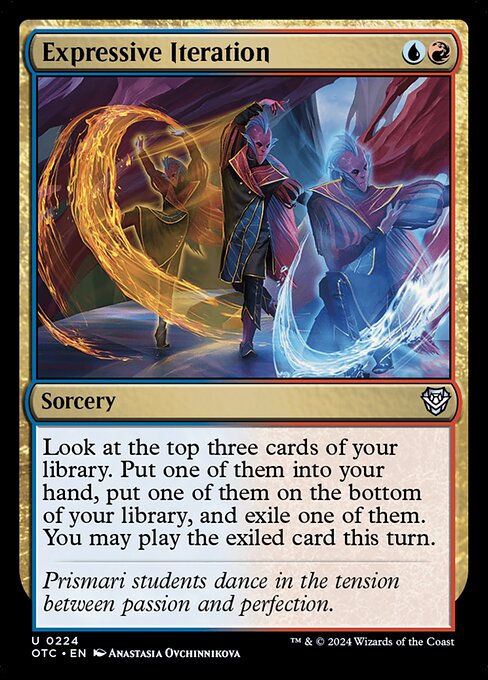 Expressive Iteration
Sorcery
Look at the top three cards of your
library. Put one of them into your
hand, put one of them on the bottom
of your library, and exile one of them.
You may play the exiled card this turn.
Prismari students dance in the tension
between passion and perfection.
U 0224
™ & © 2024 Wizards of the Coast
OTC • EN Anastasia Ovchinnikova